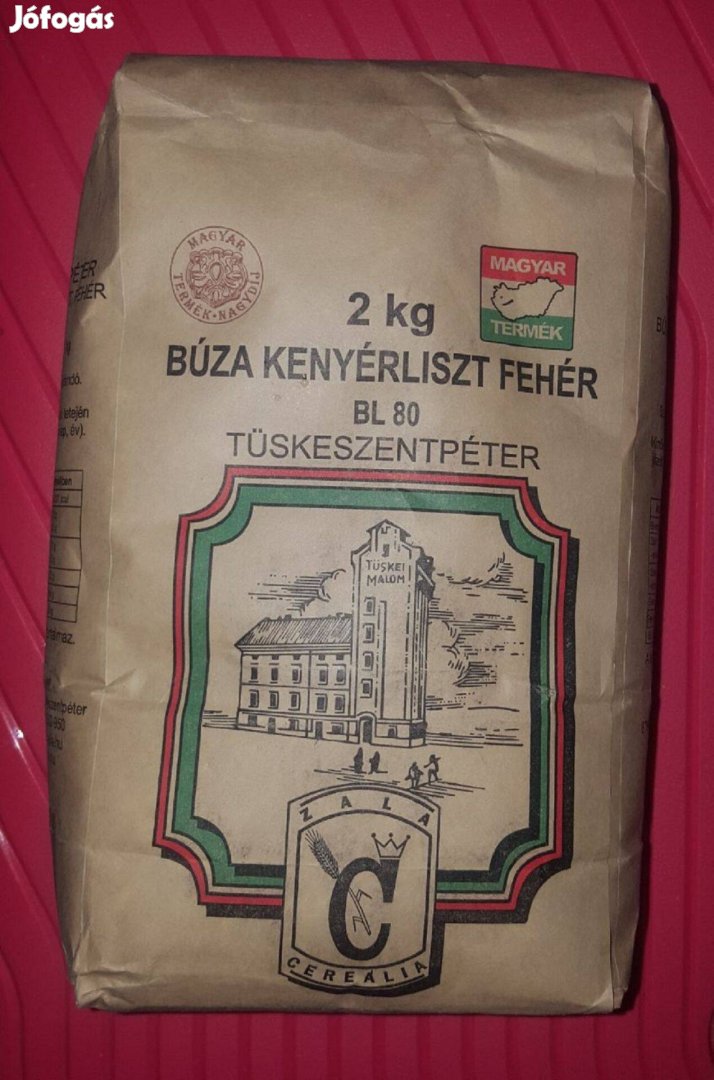 Jófogás
MAGYAR
TERMÉK·NAGYDÍJ
MAGYAR
TERMÉK
2 kg
BÚZA KENYÉRLISZT FEHÉR
BL 80
TÜSKESZENTPÉTER
TÜSKEI
MALOM
ZALA
C
CEREÁLIA